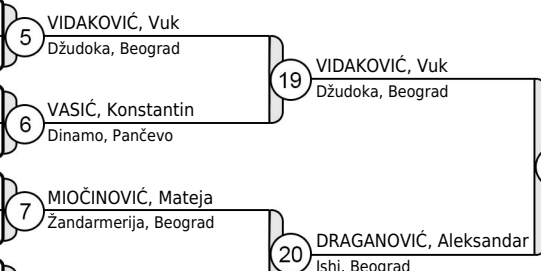 5
VIDAKOVIĆ, Vuk
Džudoka, Beograd
19
VIDAKOVIĆ, Vuk
Džudoka, Beograd
6
VASIĆ, Konstantin
Dinamo, Pančevo
7
MIOČINOVIĆ, Mateja
Žandarmerija, Beograd
20
DRAGANOVIĆ, Aleksandar
Ishi, Beograd